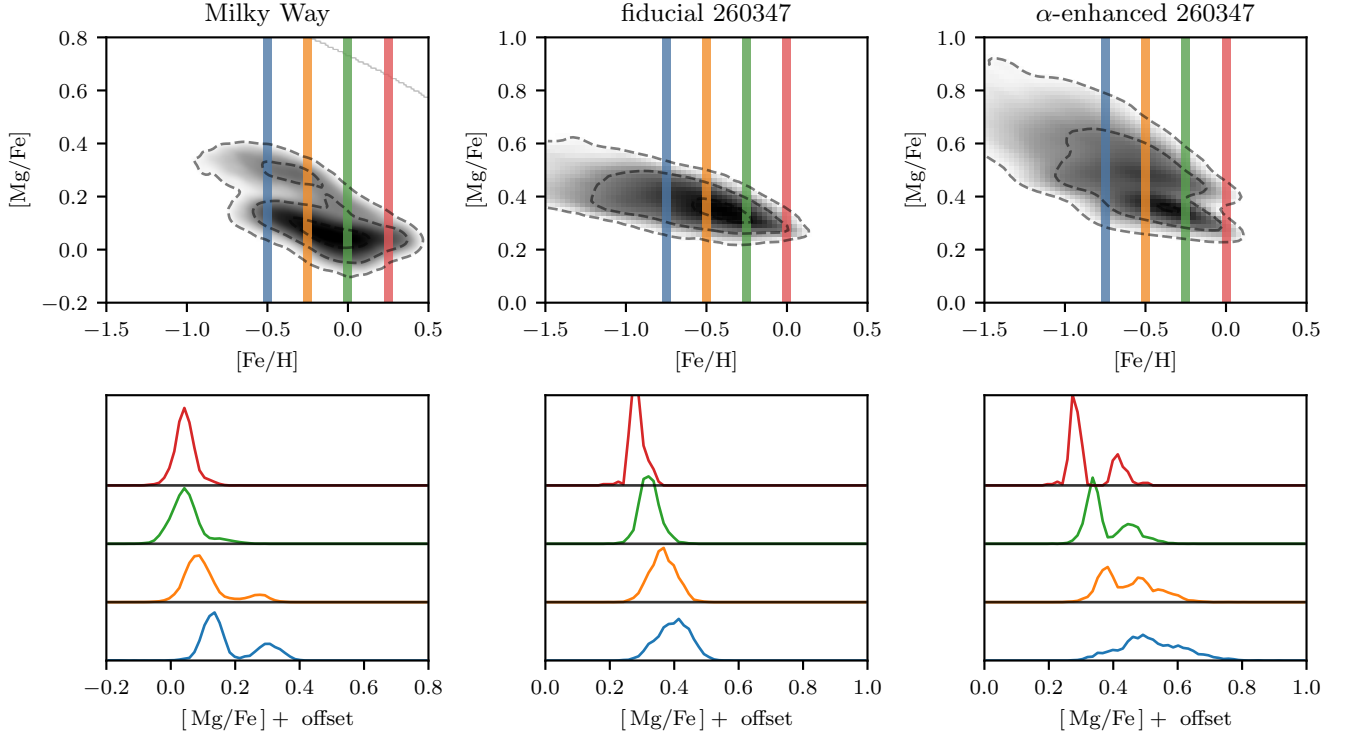 Milky Way
fiducial 260347
α-enhanced 260347
0.8
0.6
0.4
0.2
0.0
−0.2
[Mg/Fe]
−1.5 −1.0 −0.5 0.0 0.5
[Fe/H]
1.0
0.8
0.6
0.4
0.2
0.0
[Mg/Fe]
−1.5 −1.0 −0.5 0.0 0.5
[Fe/H]
1.0
0.8
0.6
0.4
0.2
0.0
[Mg/Fe]
−1.5 −1.0 −0.5 0.0 0.5
[Fe/H]
−0.2 0.0 0.2 0.4 0.6 0.8
[Mg/Fe] + offset
0.0 0.2 0.4 0.6 0.8 1.0
[Mg/Fe] + offset
0.0 0.2 0.4 0.6 0.8 1.0
[Mg/Fe] + offset